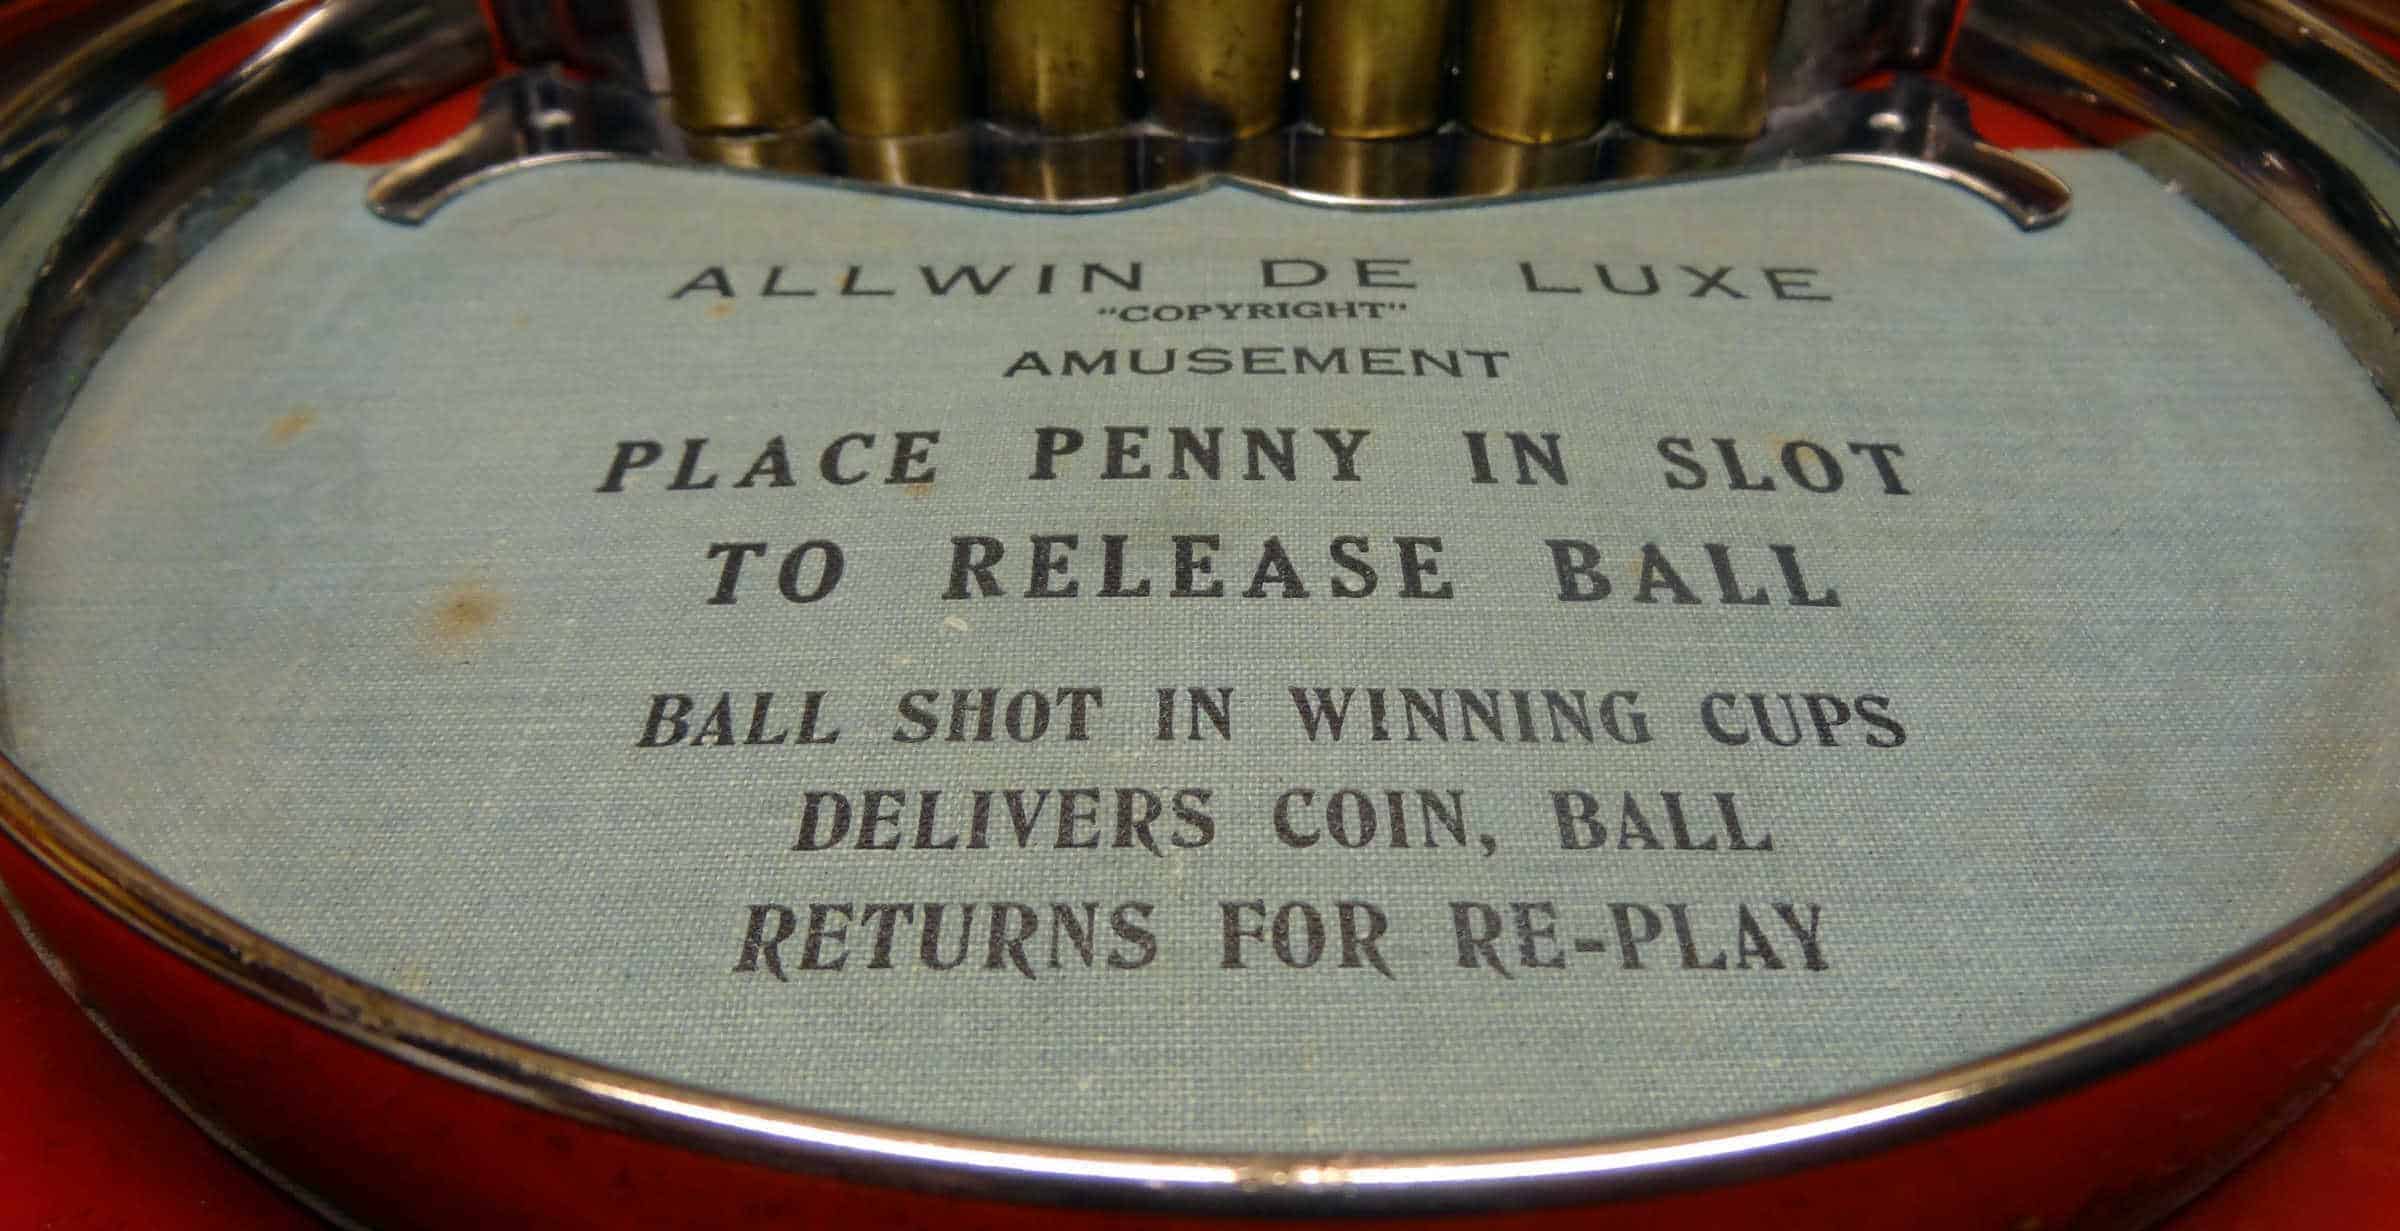 ALLWIN DE LUXE
"COPYRIGHT"
AMUSEMENT
PLACE PENNY IN SLOT
TO RELEASE BALL
BALL SHOT IN WINNING CUPS
DELIVERS COIN, BALL
RETURNS FOR RE-PLAY